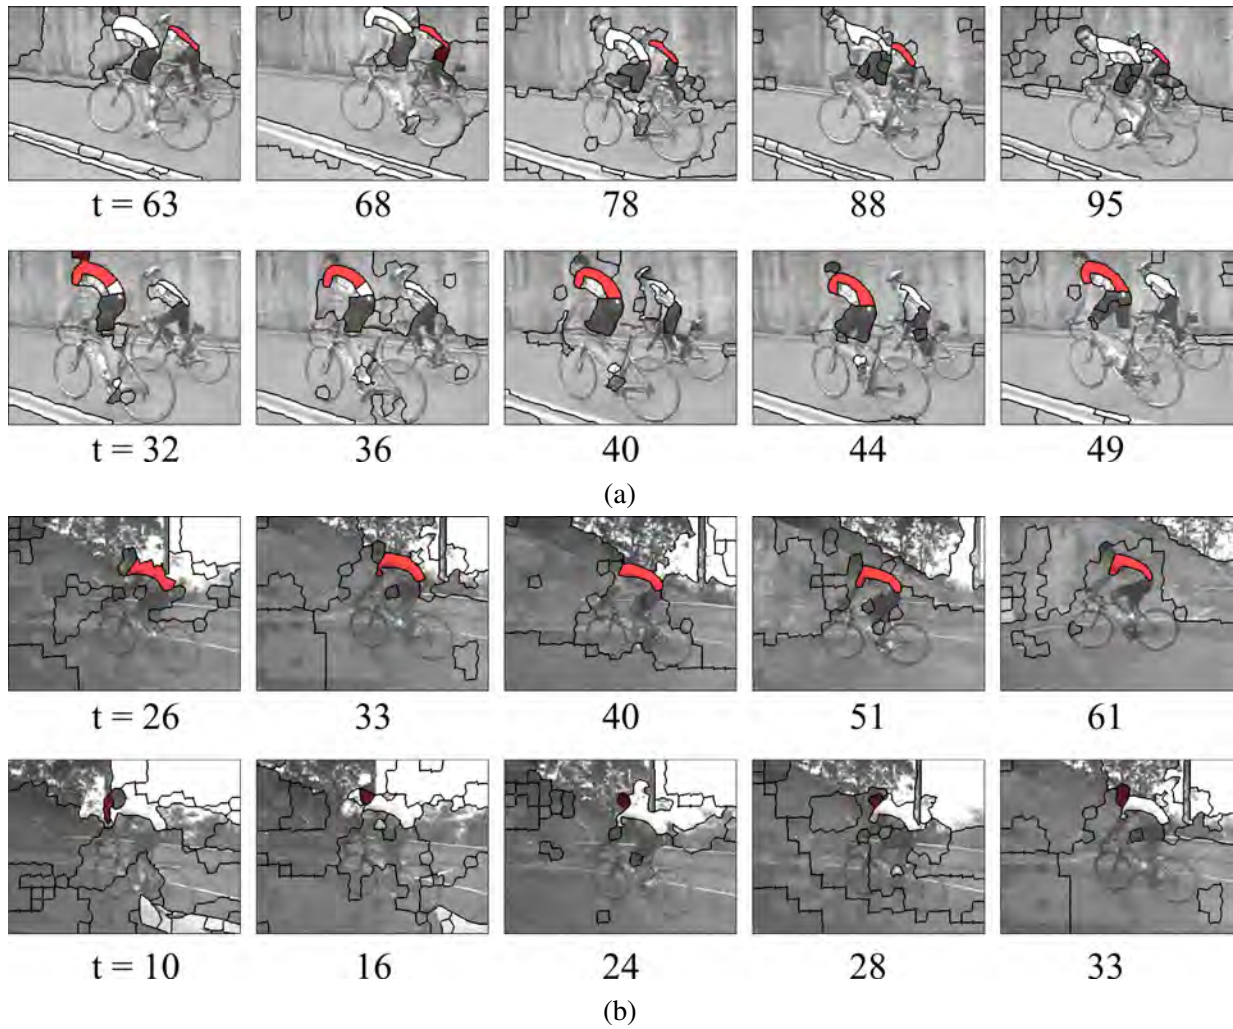 t = 63 68 78 88 95
t = 32 36 40 44 49
(a)
t = 26 33 40 51 61
t = 10 16 24 28 33
(b)